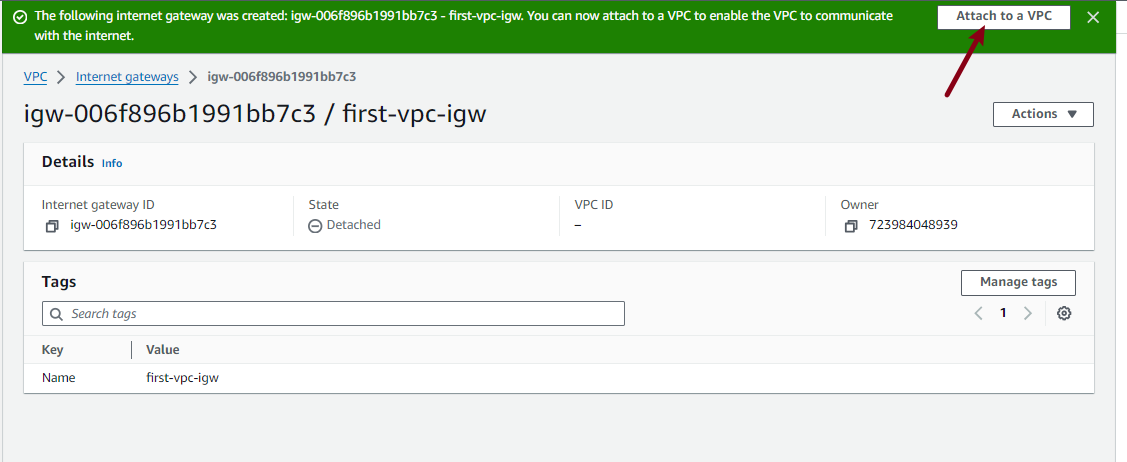 The following internet gateway was created: igw-006f896b1991bb7c3 - first-vpc-igw. You can now attach to a VPC to enable the VPC to communicate
with the internet.
Attach to a VPC
VPC > Internet gateways > igw-006f896b1991bb7c3
igw-006f896b1991bb7c3 / first-vpc-igw
Actions
Details Info
Internet gateway ID
igw-006f896b1991bb7c3
State
Detached
VPC ID
–
Owner
723984048939
Tags
Manage tags
Search tags
1
Key Value
Name first-vpc-igw